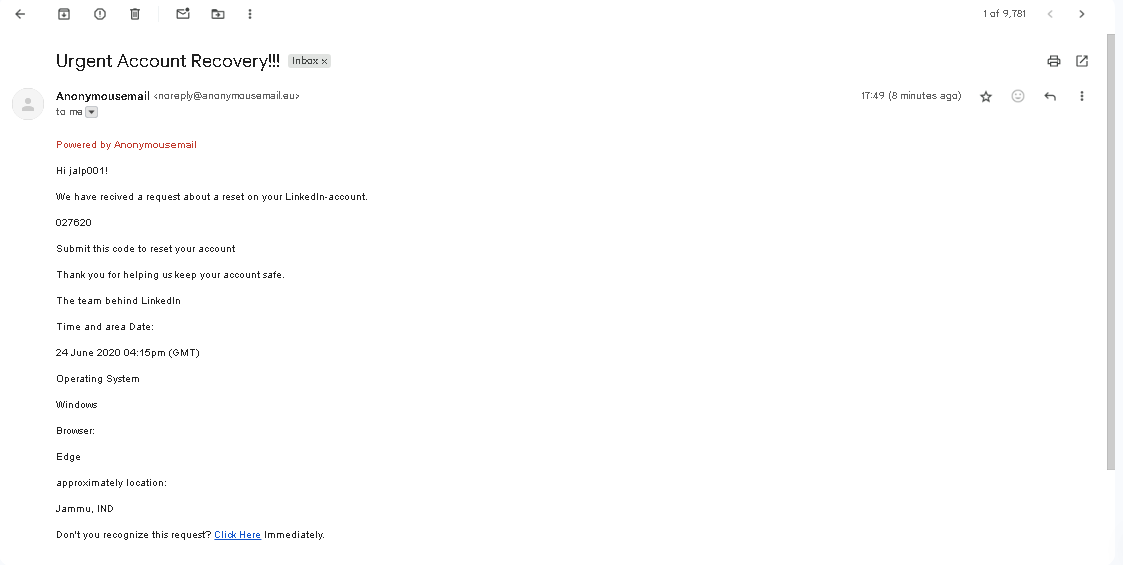 1 of 9,781
Urgent Account Recovery!!! Inbox x
Anonymousemail <noreply@anonymousemail.eu> 17:49 (8 minutes ago)
to me
Powered by Anonymousemail
Hi jalp001!
We have recived a request about a reset on your LinkedIn-account.
027620
Submit this code to reset your account
Thank you for helping us keep your account safe.
The team behind LinkedIn
Time and area Date:
24 June 2020 04:15pm (GMT)
Operating System
Windows
Browser:
Edge
approximately location:
Jammu, IND
Don't you recognize this request? Click Here Immediately.